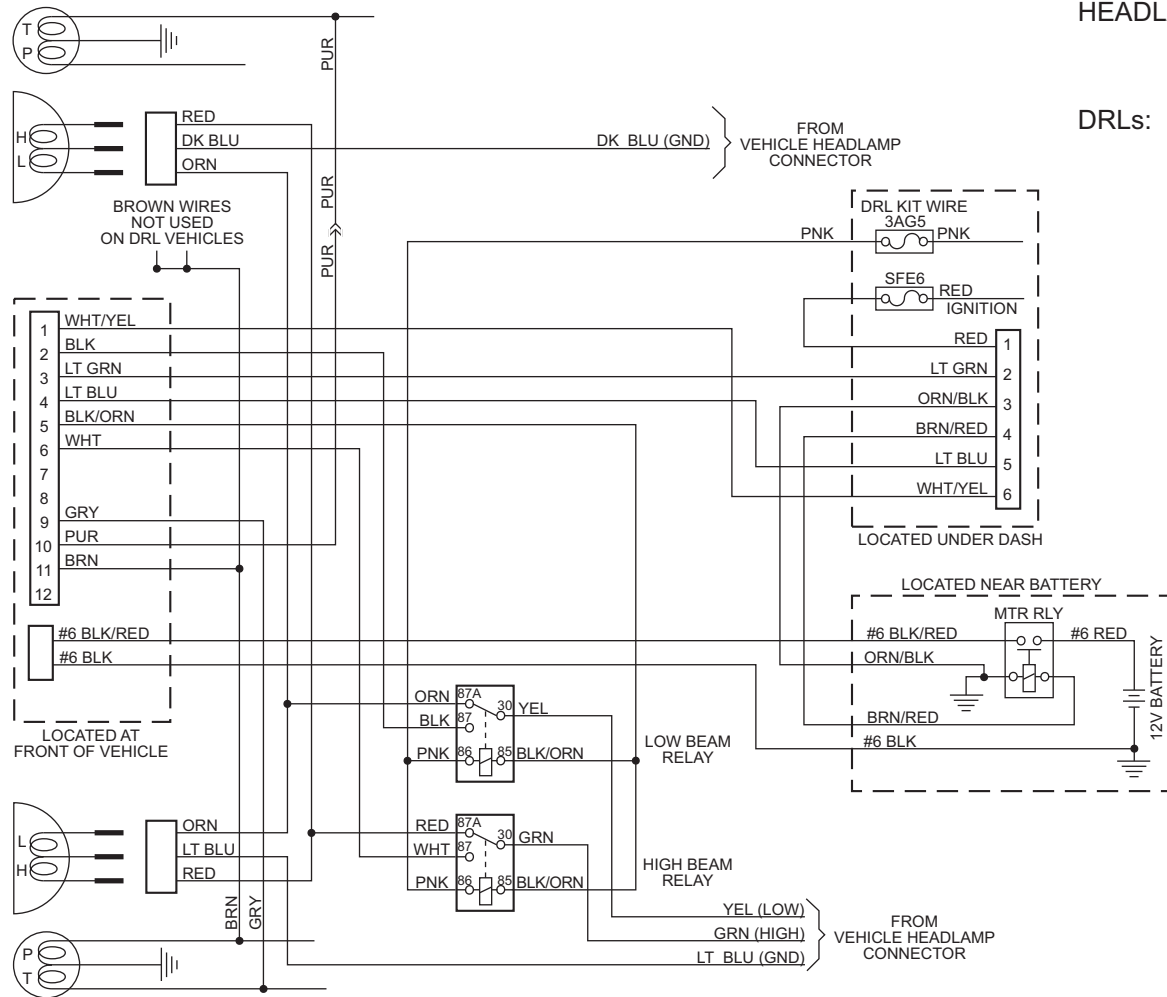 HEADL
DRLs:
T
P
PUR
H
L
RED
DK BLU
ORN
DK BLU (GND)
FROM
VEHICLE HEADLAMP
CONNECTOR
BROWN WIRES
NOT USED
ON DRL VEHICLES
PUR
PUR
DRL KIT WIRE
3AG5
PNK
PNK
SFE6
RED
IGNITION
RED 1
LT GRN 2
ORN/BLK 3
BRN/RED 4
LT BLU 5
WHT/YEL 6
LOCATED UNDER DASH
1 WHT/YEL
2 BLK
3 LT GRN
4 LT BLU
5 BLK/ORN
6 WHT
7
8
9 GRY
10 PUR
11 BRN
12
#6 BLK/RED
#6 BLK
LOCATED AT
FRONT OF VEHICLE
LOCATED NEAR BATTERY
MTR RLY
#6 BLK/RED
#6 RED
ORN/BLK
BRN/RED
#6 BLK
12V BATTERY
ORN 87A
30 YEL
BLK 87
PNK 86
85 BLK/ORN
LOW BEAM
RELAY
RED 87A
30 GRN
WHT 87
PNK 86
85 BLK/ORN
HIGH BEAM
RELAY
YEL (LOW)
GRN (HIGH)
LT BLU (GND)
FROM
VEHICLE HEADLAMP
CONNECTOR
L
H
ORN
LT BLU
RED
BRN
GRY
P
T